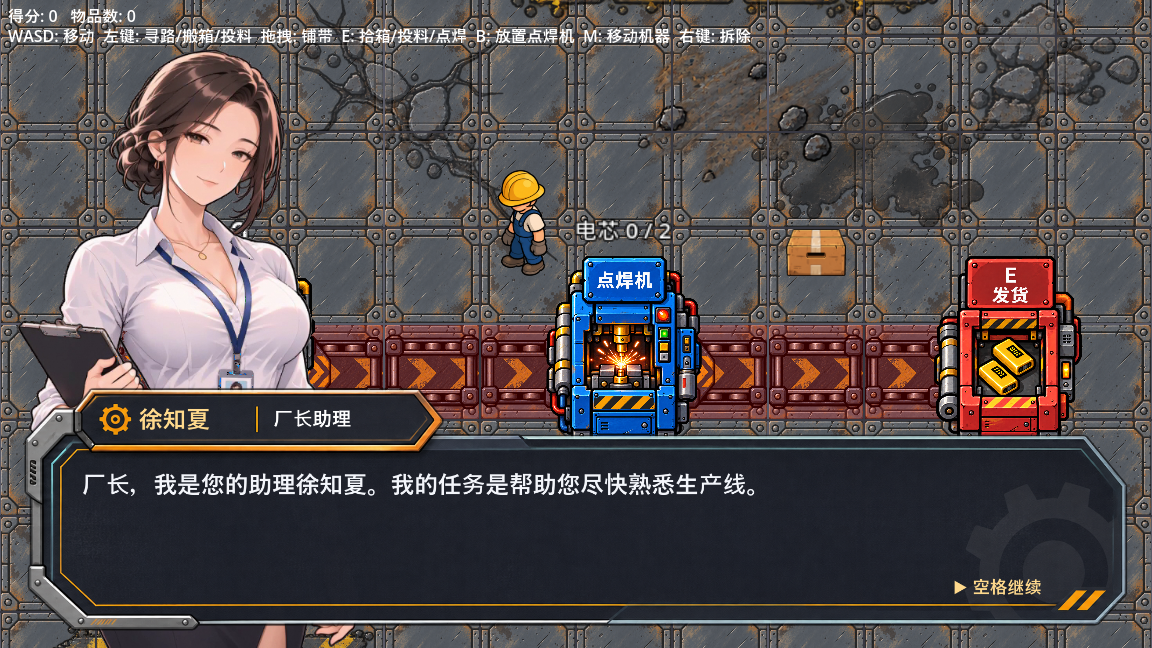 得分: 0 物品数: 0
WASD: 移动 左键: 寻路/搬箱/投料 拖拽: 铺带 E: 拾箱/投料/点焊 B: 放置点焊机 M: 移动机器 右键: 拆除
电芯 0 / 2
点焊机
E
发货
徐知夏
厂长助理
厂长，我是您的助理徐知夏。我的任务是帮助您尽快熟悉生产线。
▶ 空格继续